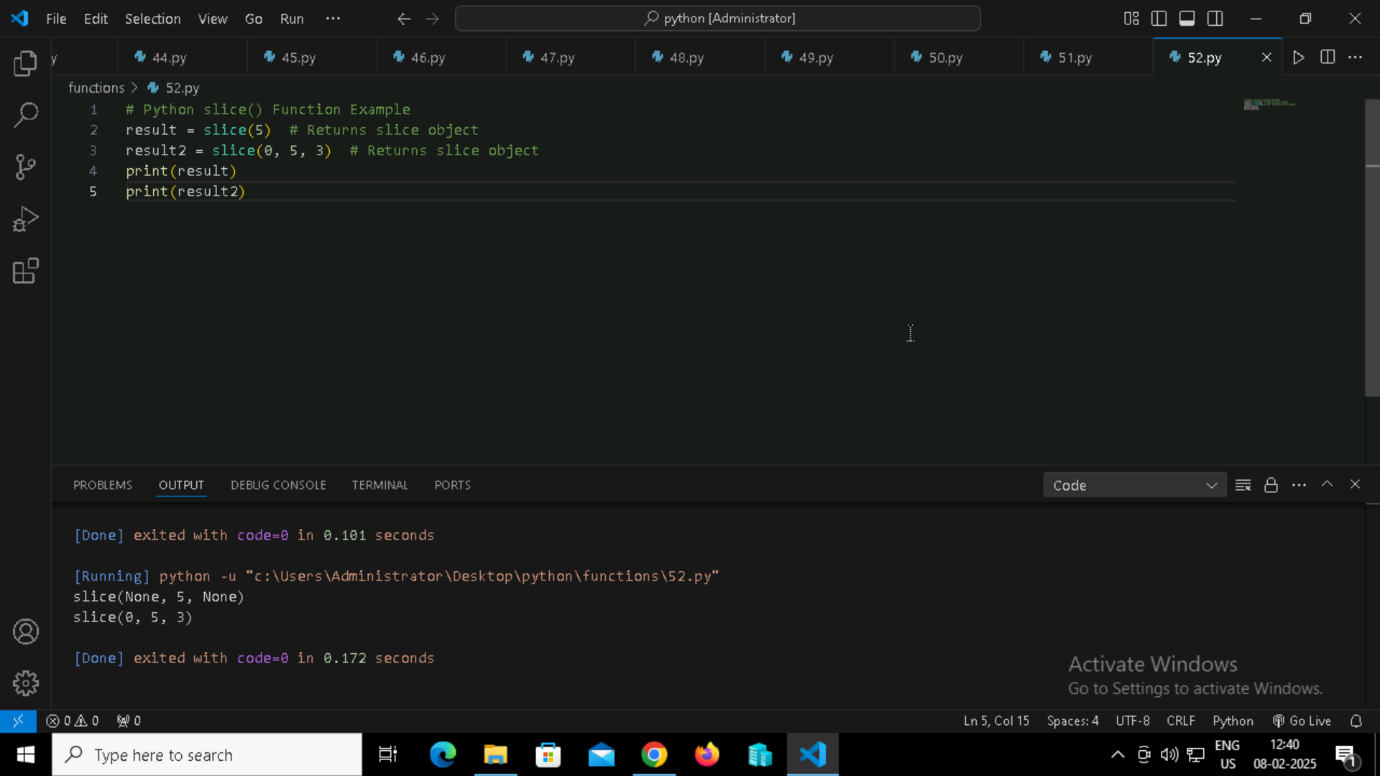 File Edit Selection View Go Run ··· python [Administrator]
y 44.py 45.py 46.py 47.py 48.py 49.py 50.py 51.py 52.py
functions > 52.py
1 # Python slice() Function Example
2 result = slice(5)  # Returns slice object
3 result2 = slice(0, 5, 3)  # Returns slice object
4 print(result)
5 print(result2)
PROBLEMS OUTPUT DEBUG CONSOLE TERMINAL PORTS Code
[Done] exited with code=0 in 0.101 seconds
[Running] python -u "c:\Users\Administrator\Desktop\python\functions\52.py"
slice(None, 5, None)
slice(0, 5, 3)
[Done] exited with code=0 in 0.172 seconds
Activate Windows
Go to Settings to activate Windows.
0 0 0 Ln 5, Col 15 Spaces: 4 UTF-8 CRLF Python Go Live
Type here to search ENG US 12:40 08-02-2025 1